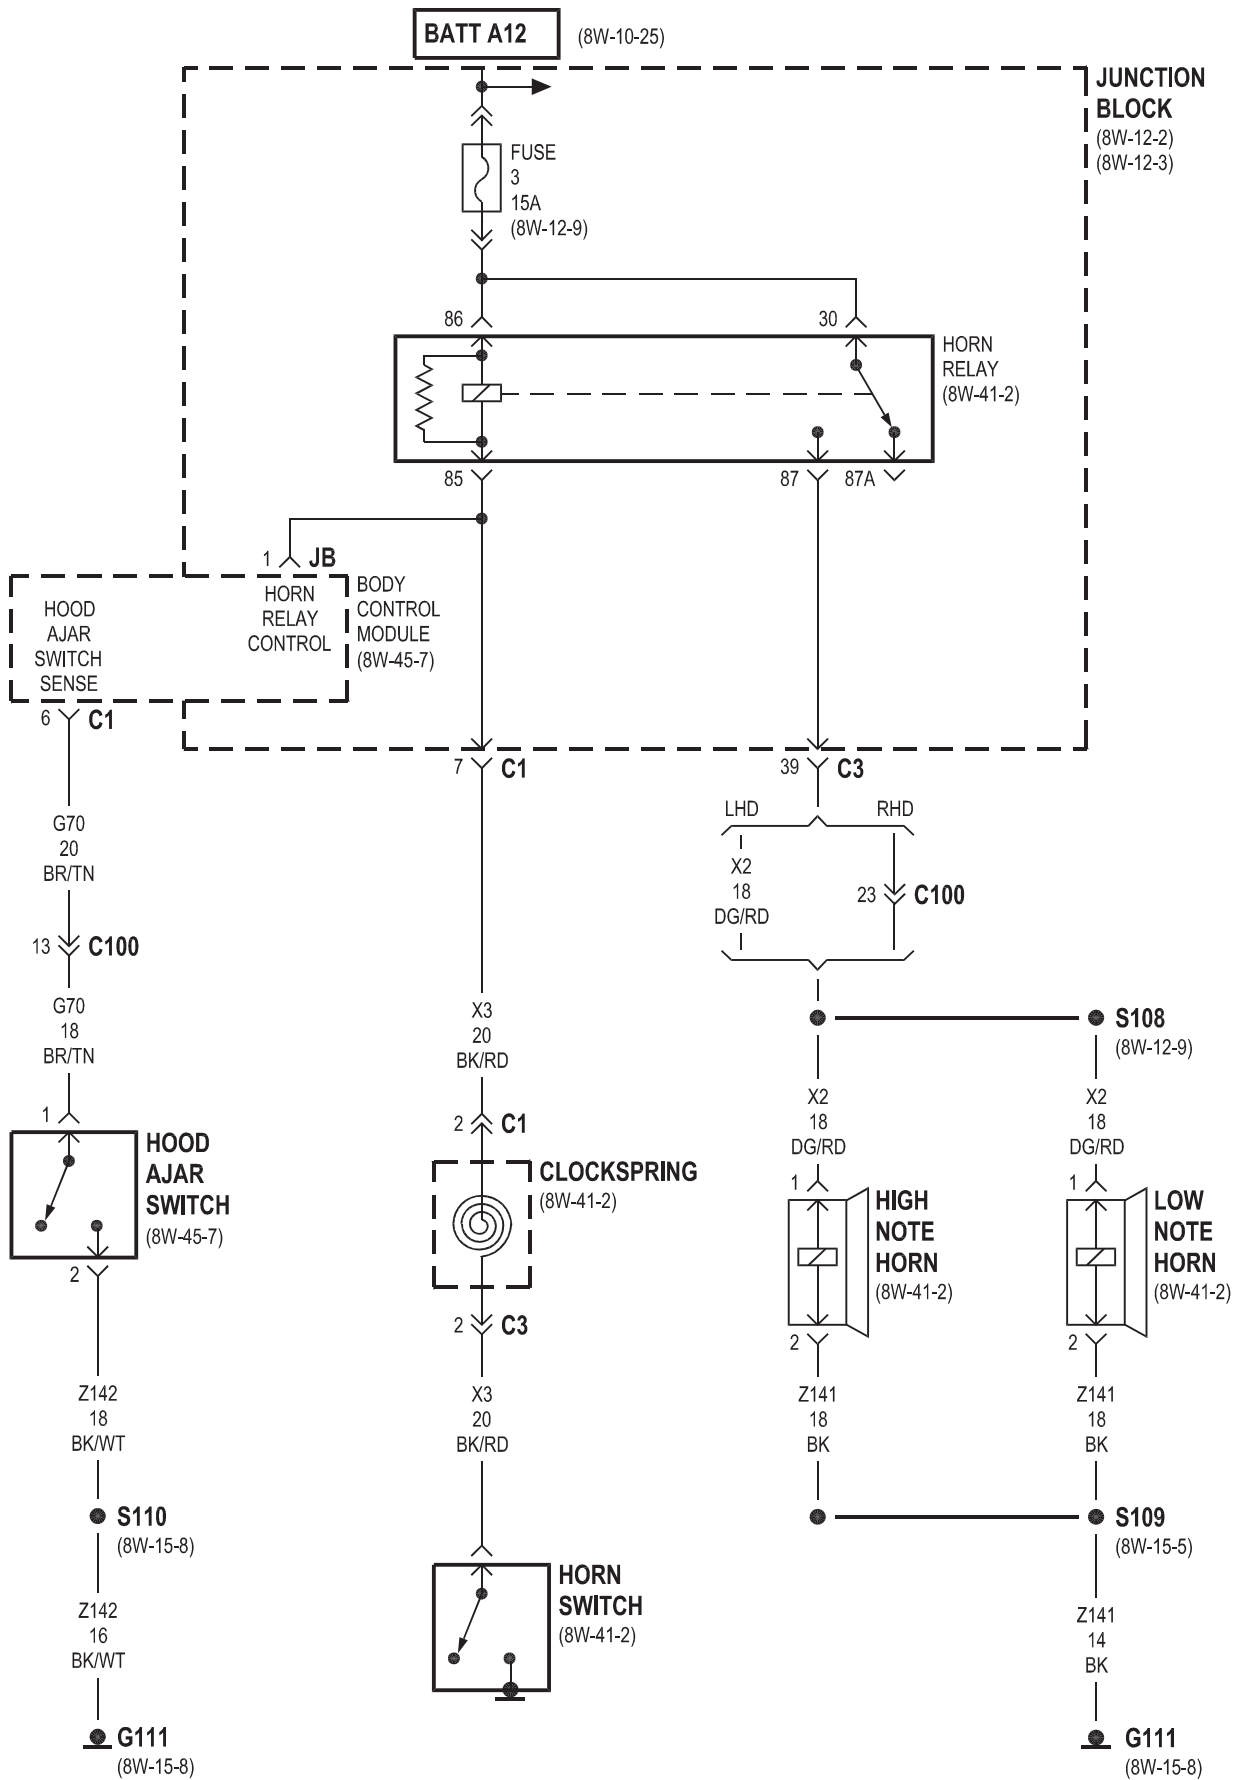 BATT A12
(8W-10-25)
JUNCTION
BLOCK
(8W-12-2)
(8W-12-3)
FUSE
3
15A
(8W-12-9)
86
30
HORN
RELAY
(8W-41-2)
85
87
87A
1
JB
HORN
RELAY
CONTROL
BODY
CONTROL
MODULE
(8W-45-7)
HOOD
AJAR
SWITCH
SENSE
6
C1
7
C1
39
C3
G70
20
BR/TN
13
C100
G70
18
BR/TN
1
HOOD
AJAR
SWITCH
(8W-45-7)
2
Z142
18
BK/WT
S110
(8W-15-8)
Z142
16
BK/WT
G111
(8W-15-8)
X3
20
BK/RD
2
C1
CLOCKSPRING
(8W-41-2)
2
C3
X3
20
BK/RD
HORN
SWITCH
(8W-41-2)
LHD
RHD
X2
18
DG/RD
23
C100
S108
(8W-12-9)
X2
18
DG/RD
X2
18
DG/RD
1
HIGH
NOTE
HORN
(8W-41-2)
2
1
LOW
NOTE
HORN
(8W-41-2)
2
Z141
18
BK
Z141
18
BK
S109
(8W-15-5)
Z141
14
BK
G111
(8W-15-8)